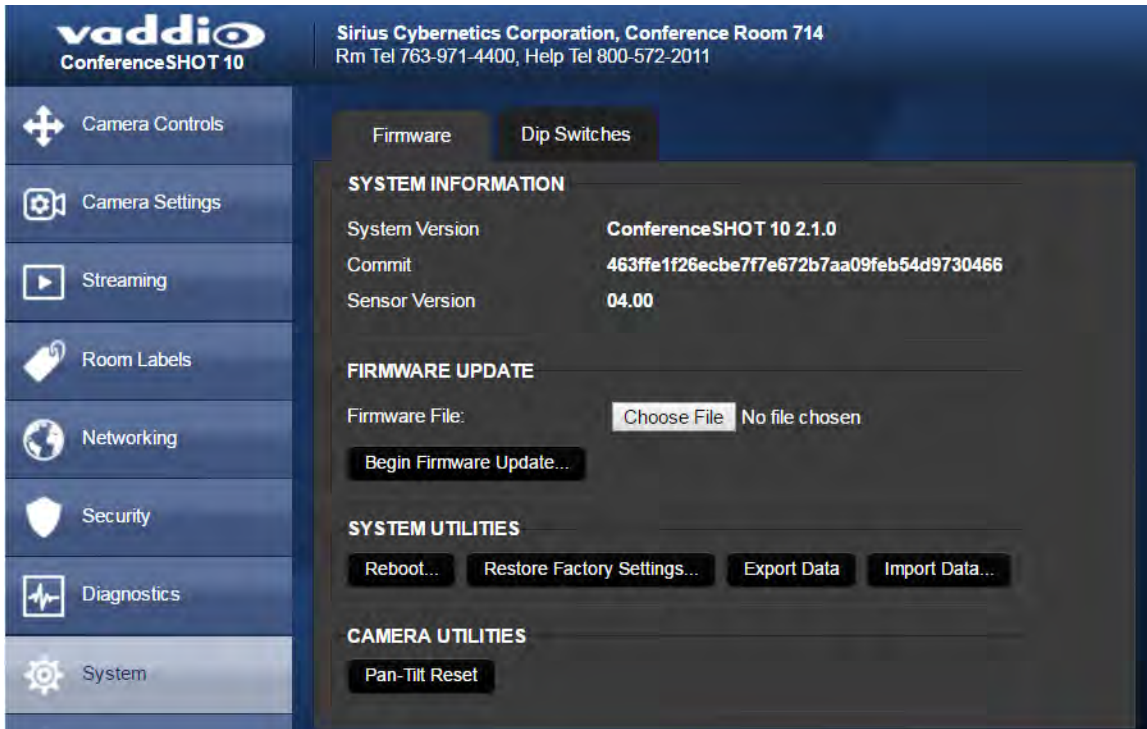 vaddio
ConferenceSHOT 10
Sirius Cybernetics Corporation, Conference Room 714
Rm Tel 763-971-4400, Help Tel 800-572-2011
Camera Controls
Camera Settings
Streaming
Room Labels
Networking
Security
Diagnostics
System
Firmware Dip Switches
SYSTEM INFORMATION
System Version ConferenceSHOT 10 2.1.0
Commit 463ffe1f26ecbe7f7e672b7aa09feb54d9730466
Sensor Version 04.00
FIRMWARE UPDATE
Firmware File: Choose File No file chosen
Begin Firmware Update...
SYSTEM UTILITIES
Reboot... Restore Factory Settings... Export Data Import Data...
CAMERA UTILITIES
Pan-Tilt Reset